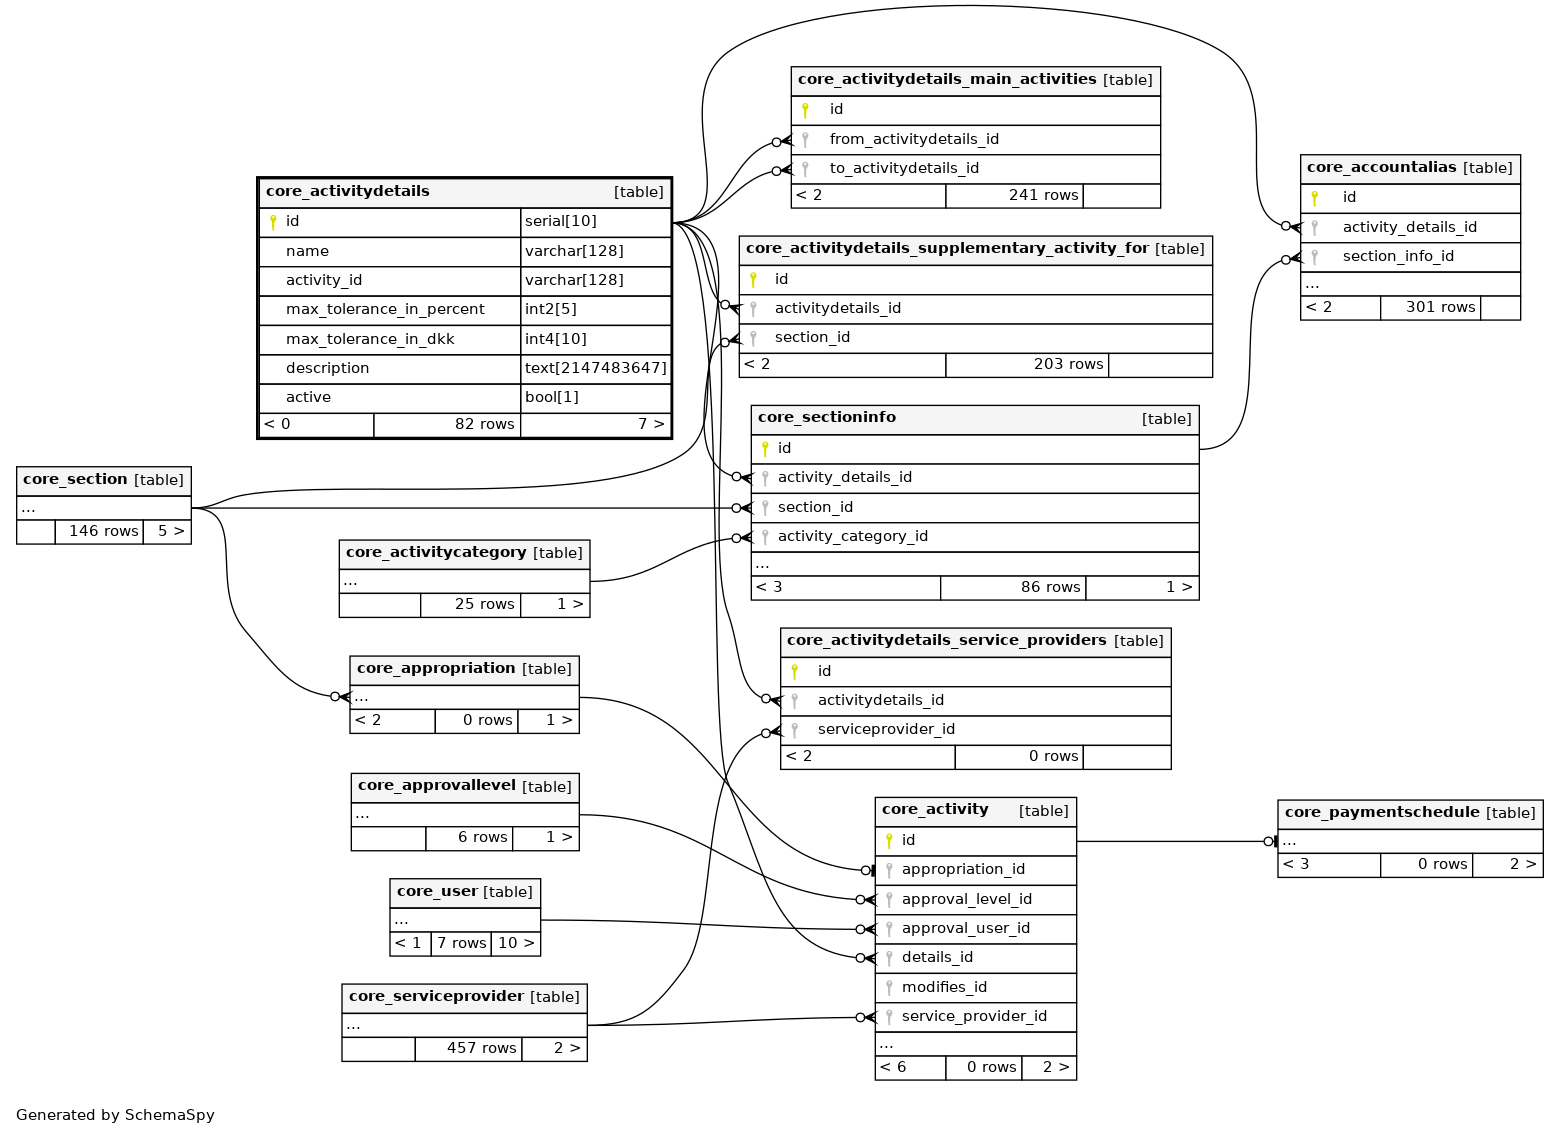 core_activitydetails_main_activities [table]
id
from_activitydetails_id
to_activitydetails_id
< 2 241 rows
core_accountalias [table]
id
activity_details_id
section_info_id
...
< 2 301 rows
core_activitydetails [table]
id serial[10]
name varchar[128]
activity_id varchar[128]
max_tolerance_in_percent int2[5]
max_tolerance_in_dkk int4[10]
description text[2147483647]
active bool[1]
< 0 82 rows 7 >
core_activitydetails_supplementary_activity_for [table]
id
activitydetails_id
section_id
< 2 203 rows
core_sectioninfo [table]
id
activity_details_id
section_id
activity_category_id
...
< 3 86 rows 1 >
core_section [table]
...
146 rows 5 >
core_activitycategory [table]
...
25 rows 1 >
core_activitydetails_service_providers [table]
id
activitydetails_id
serviceprovider_id
< 2 0 rows
core_appropriation [table]
...
< 2 0 rows 1 >
core_approvallevel [table]
...
6 rows 1 >
core_activity [table]
id
appropriation_id
approval_level_id
approval_user_id
details_id
modifies_id
service_provider_id
...
< 6 0 rows 2 >
core_paymentschedule [table]
...
< 3 0 rows 2 >
core_user [table]
...
< 1 7 rows 10 >
core_serviceprovider [table]
...
457 rows 2 >
Generated by SchemaSpy